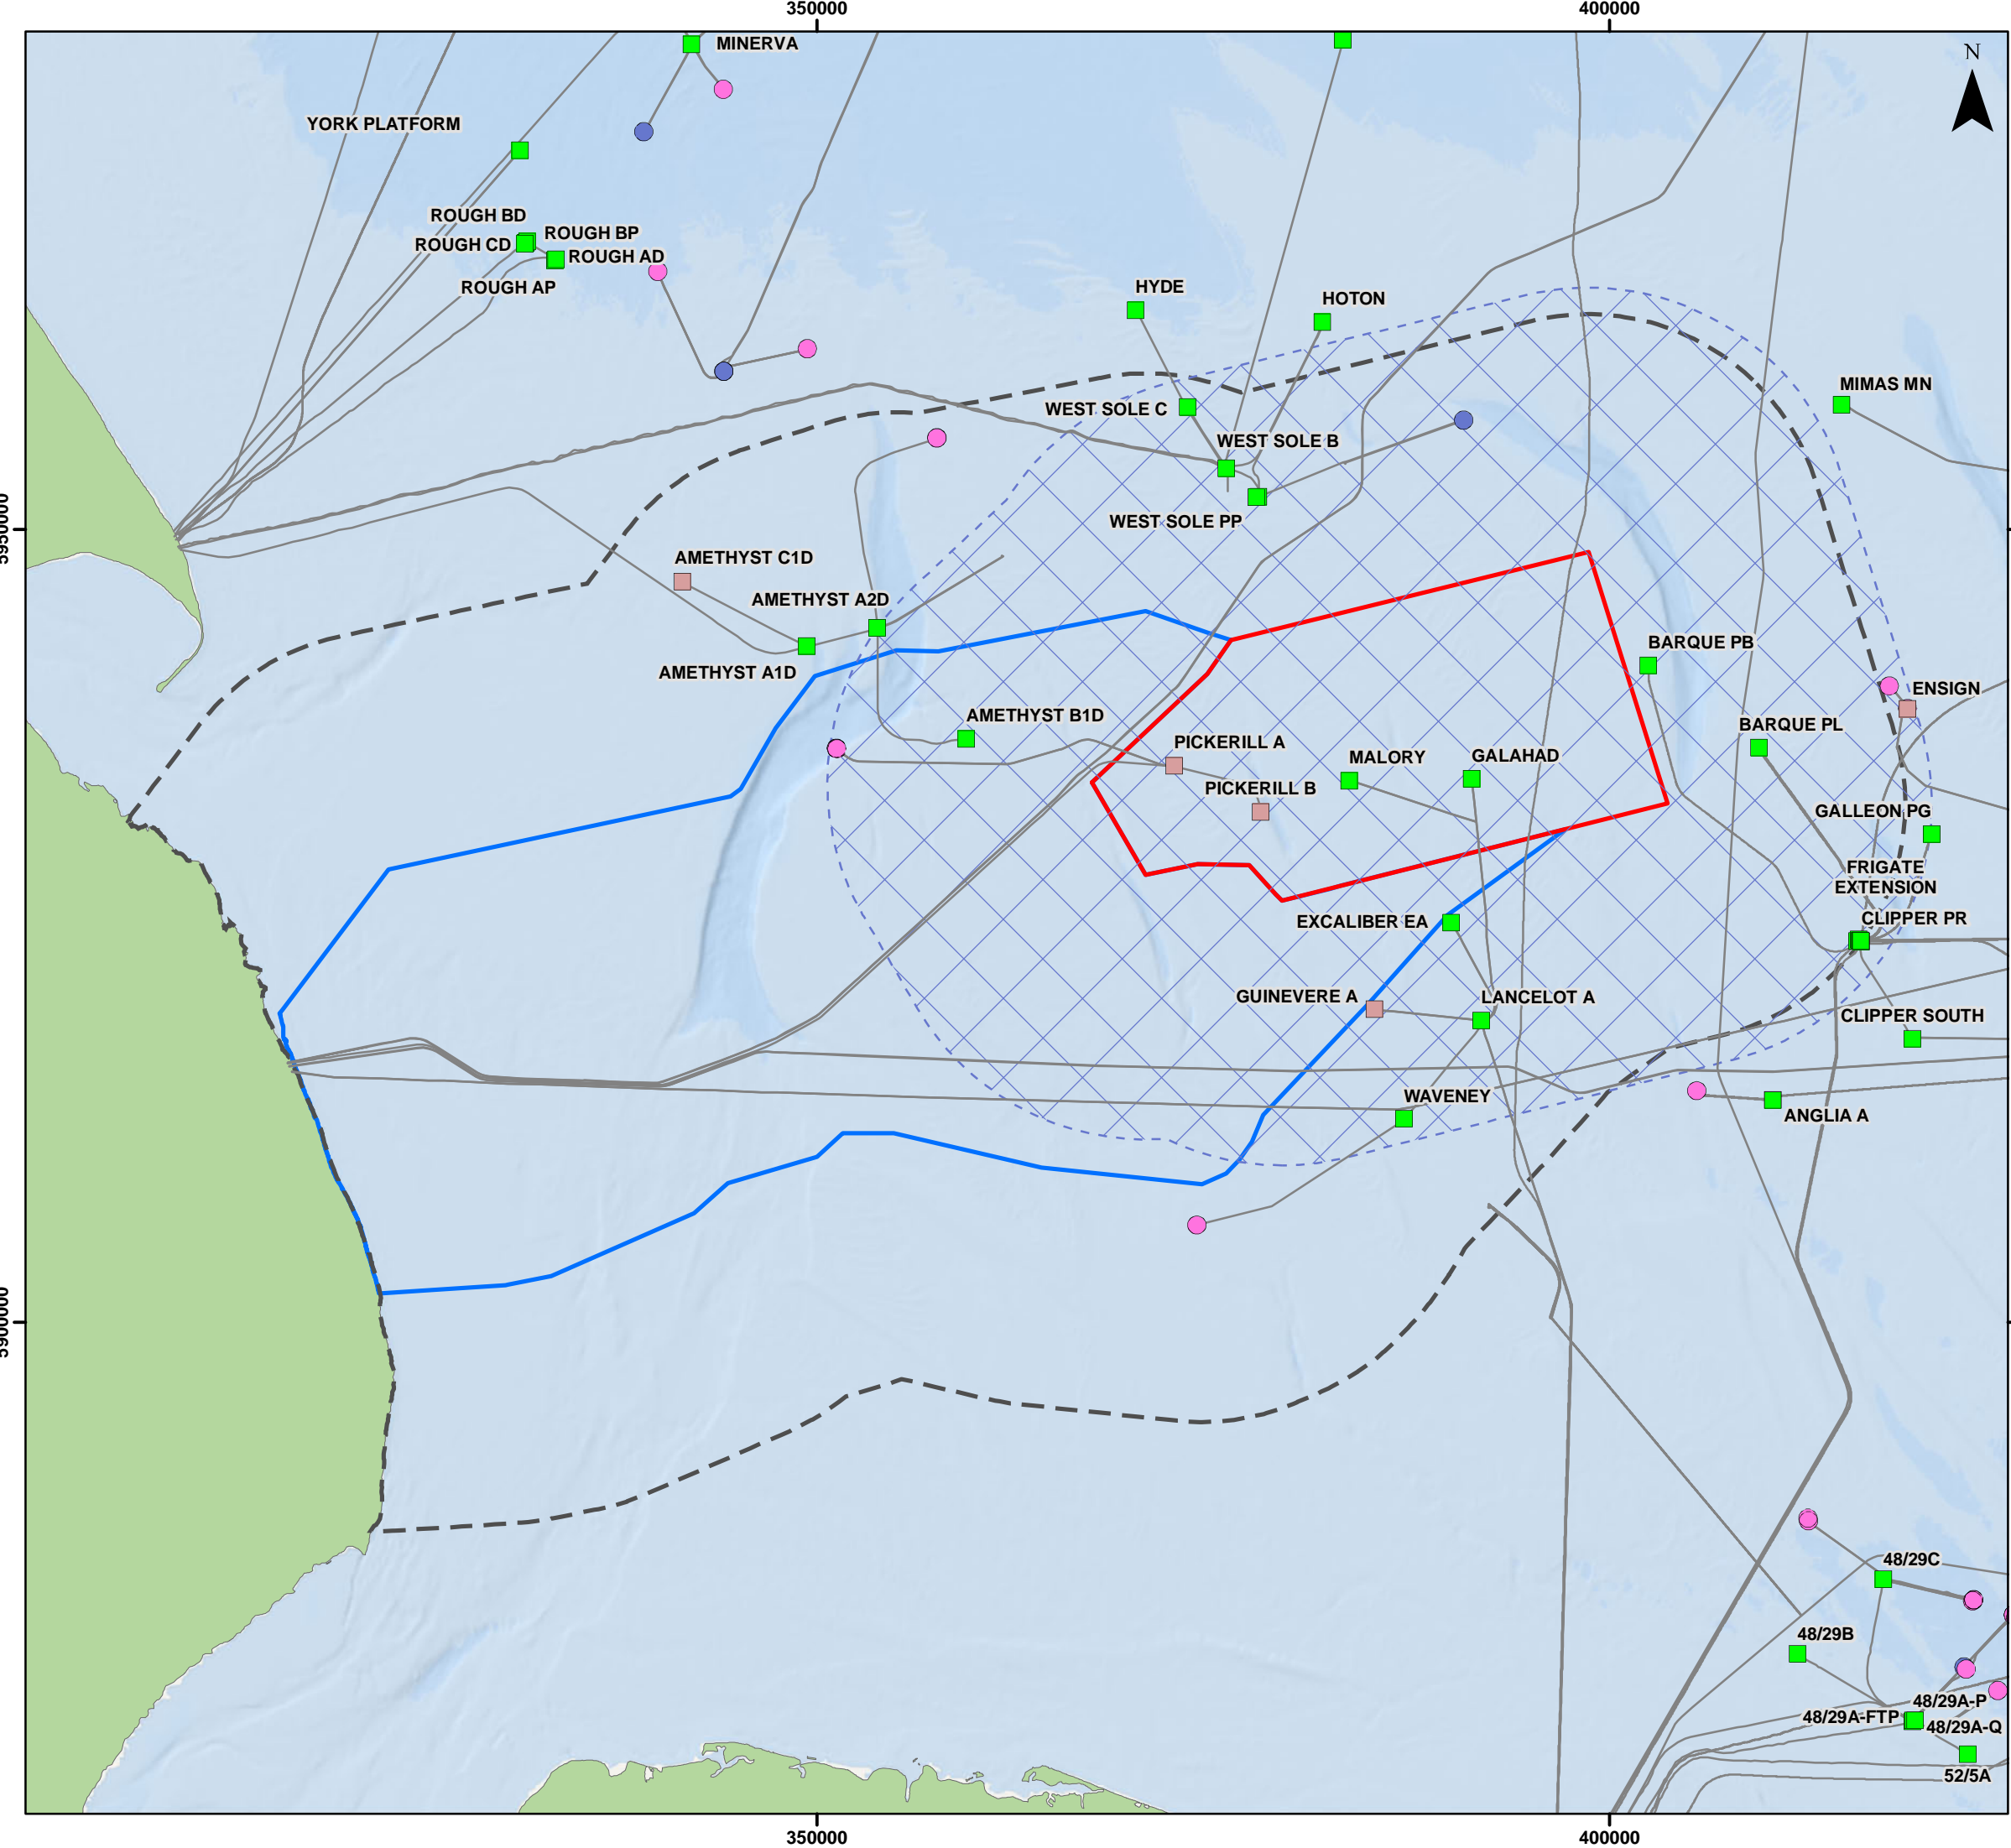 350000
400000
N
MINERVA
YORK PLATFORM
ROUGH BD
ROUGH BP
ROUGH CD
ROUGH AD
ROUGH AP
HYDE
HOTON
MIMAS MN
WEST SOLE C
WEST SOLE B
WEST SOLE PP
AMETHYST C1D
AMETHYST A2D
AMETHYST A1D
BARQUE PB
ENSIGN
AMETHYST B1D
BARQUE PL
PICKERILL A
MALORY
GALAHAD
PICKERILL B
GALLEON PG
FRIGATE
EXTENSION
CLIPPER PR
EXCALIBER EA
GUINEVERE A
LANCELOT A
CLIPPER SOUTH
WAVENEY
ANGLIA A
48/29C
48/29B
48/29A-P
48/29A-FTP
48/29A-Q
52/5A
350000
400000